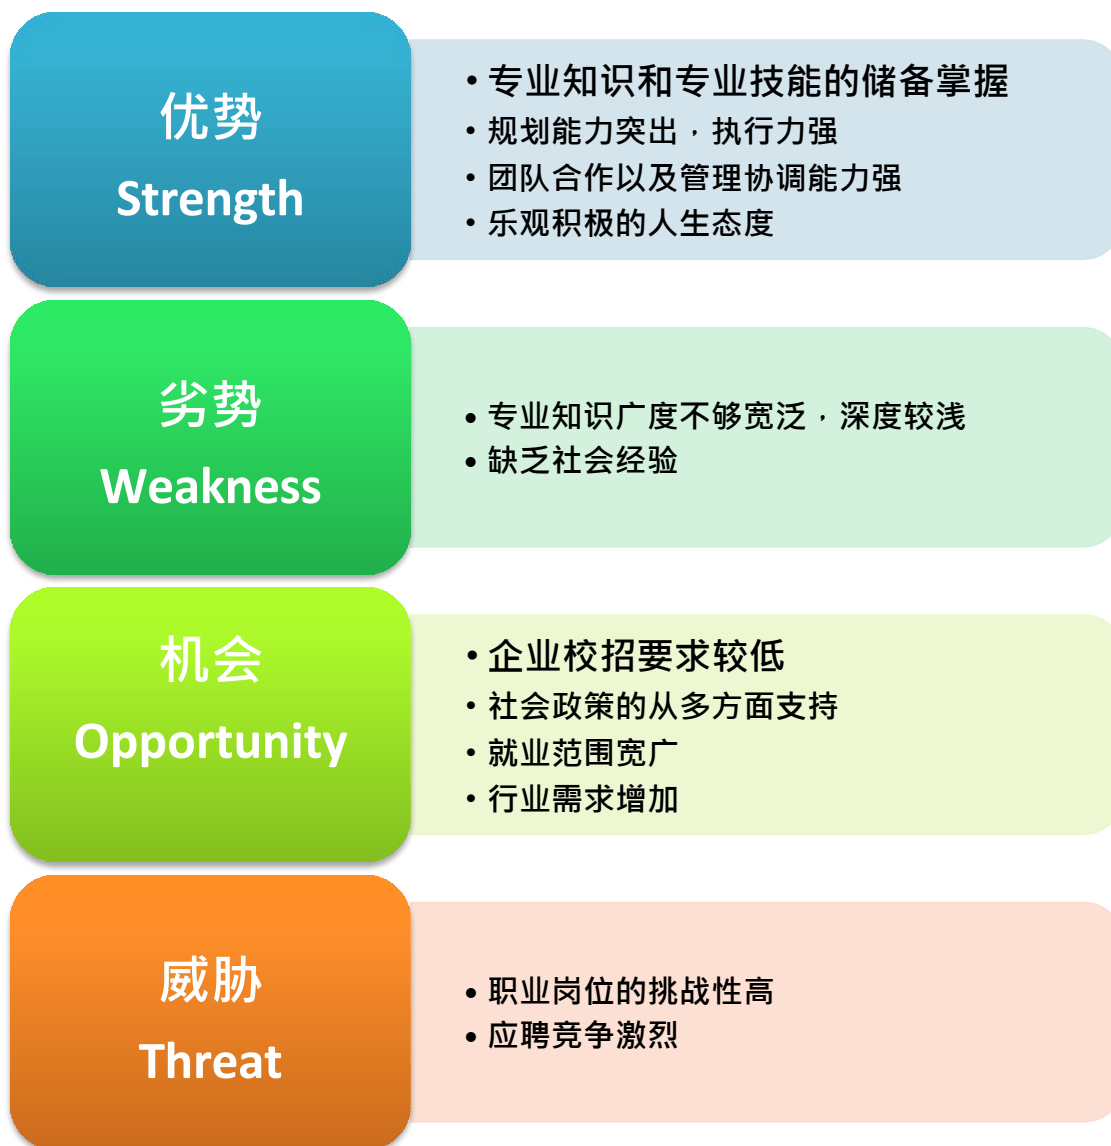 优势
Strength
• 专业知识和专业技能的储备掌握
• 规划能力突出，执行力强
• 团队合作以及管理协调能力强
• 乐观积极的人生态度
劣势
Weakness
• 专业知识广度不够宽泛，深度较浅
• 缺乏社会经验
机会
Opportunity
• 企业校招要求较低
• 社会政策的从多方面支持
• 就业范围宽广
• 行业需求增加
威胁
Threat
• 职业岗位的挑战性高
• 应聘竞争激烈